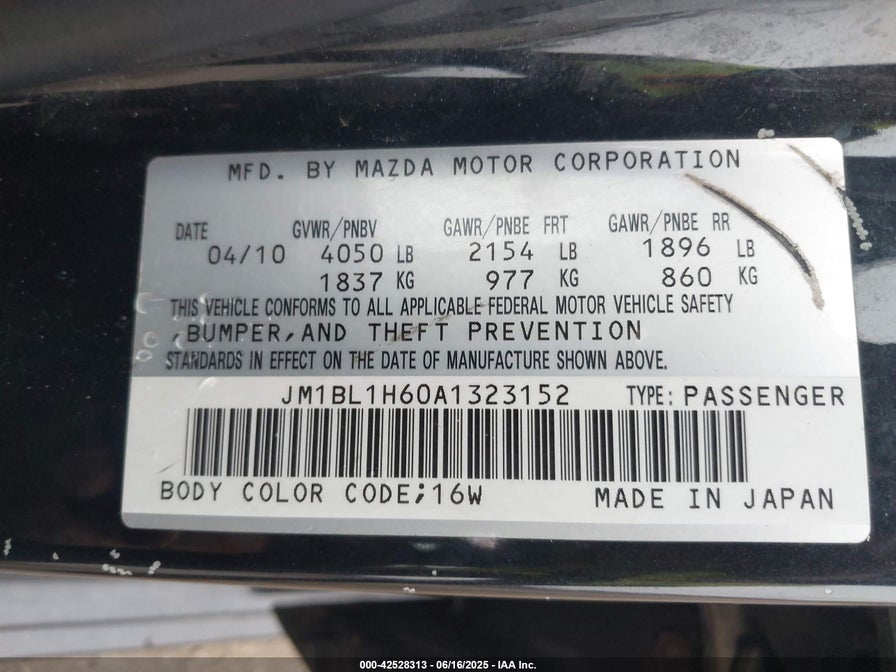 MFD. BY MAZDA MOTOR CORPORATION
DATE GVWR/PNBV GAWR/PNBE FRT GAWR/PNBE RR
04/10 4050 LB 2154 LB 1896 LB
1837 KG 977 KG 860 KG
THIS VEHICLE CONFORMS TO ALL APPLICABLE FEDERAL MOTOR VEHICLE SAFETY
,BUMPER,AND THEFT PREVENTION
STANDARDS IN EFFECT ON THE DATE OF MANUFACTURE SHOWN ABOVE.
JM1BL1H60A1323152 TYPE: PASSENGER
BODY COLOR CODE;16W MADE IN JAPAN
000-42528313 - 06/16/2025 - IAA Inc.